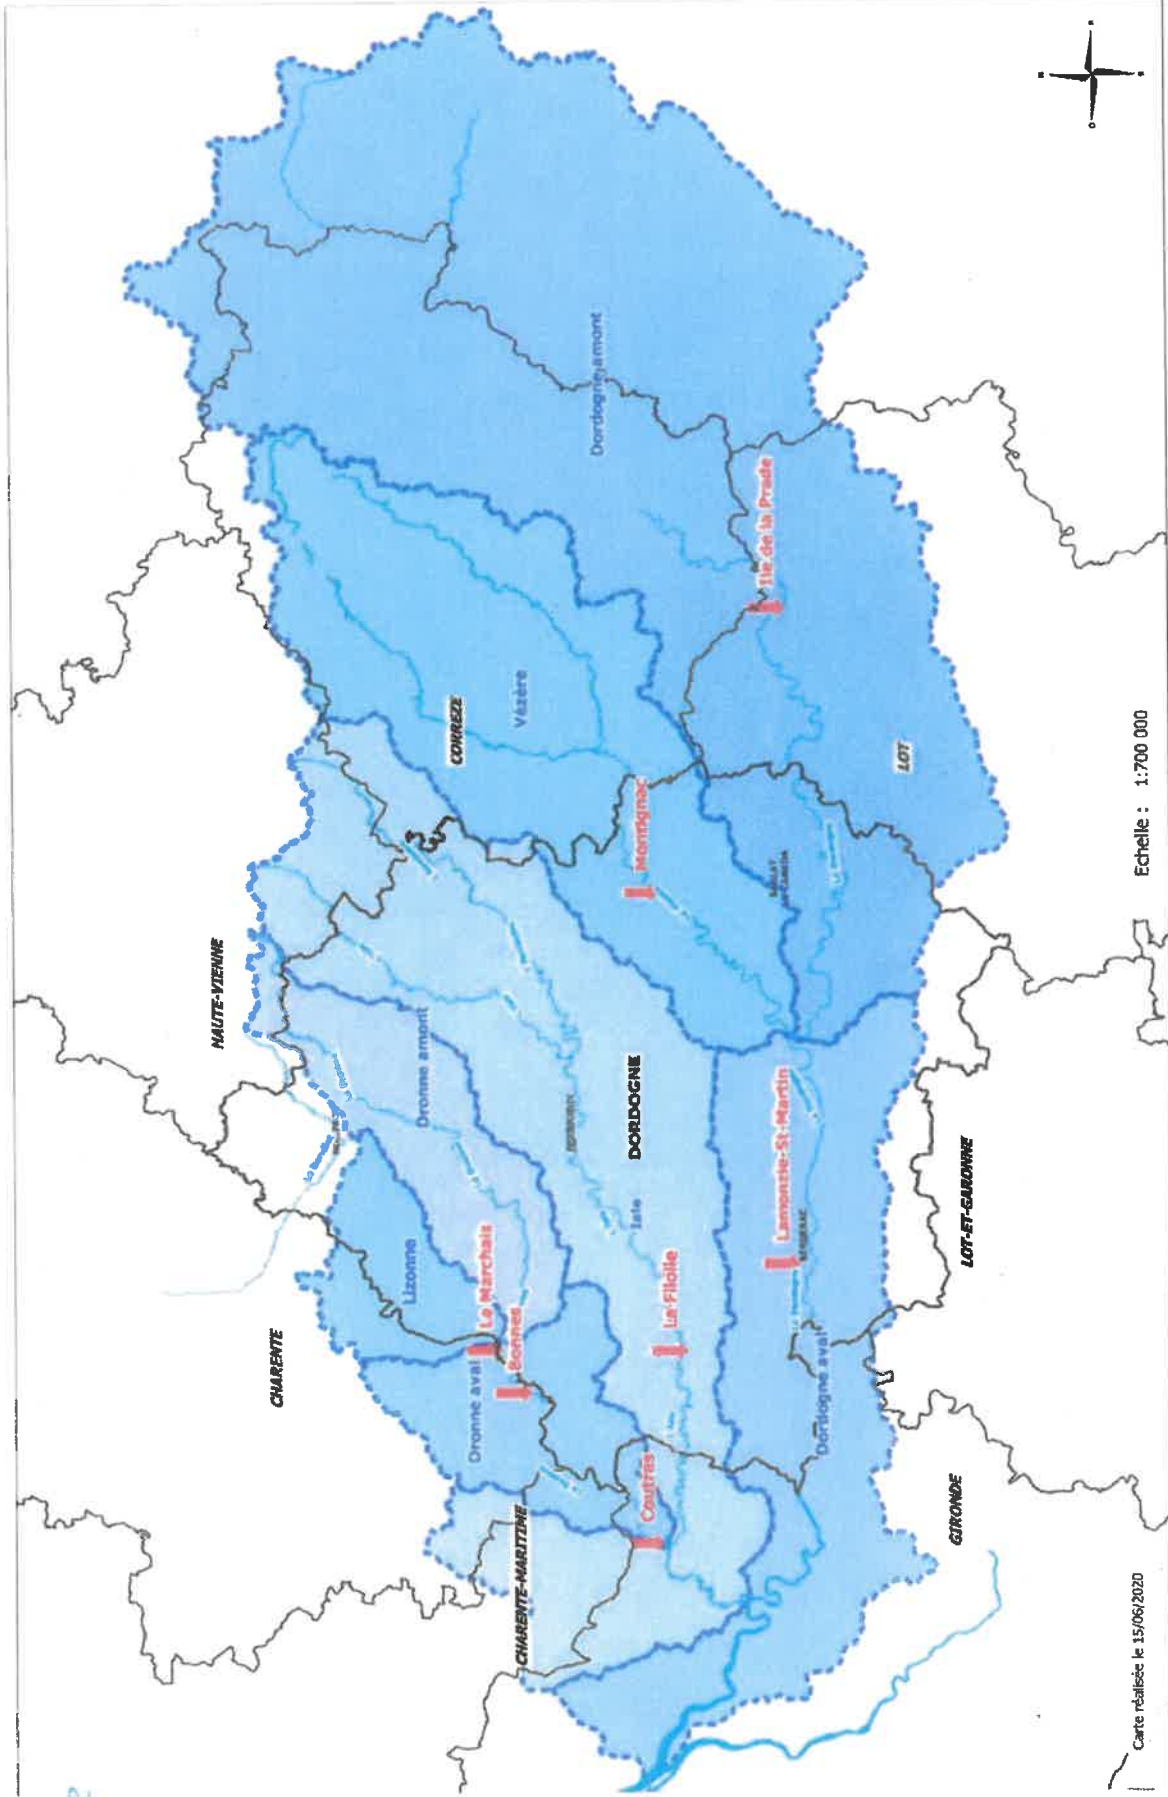 HAUTE-VIENNE
CHARENTE
CORREZE
Vézère
Dordogne amont
Dronne amont
Lizonne
Le Marchais
Bonnes
Dronne aval
CHARENTE-MARITIME
Montignac
DORDOGNE
Isle
La Filolie
Coutras
Ile de la Prade
LOT
Lamonzie-St-Martin
BERGERAC
Dordogne aval
LOT-ET-GARONNE
GIRONDE
O
Carte réalisée le 15/06/2020
Echelle : 1:700 000